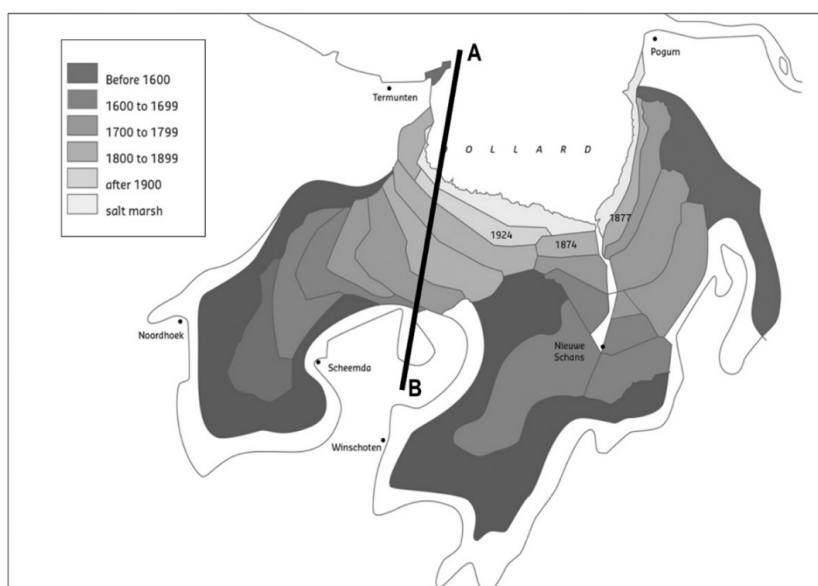 Before 1600
1600 to 1699
1700 to 1799
1800 to 1899
after 1900
salt marsh
A
Pogum
Termunten
DOLLARD
1877
1924
1874
Noordhoek
Scheemda
Nieuwe
Schans
B
Winschoten